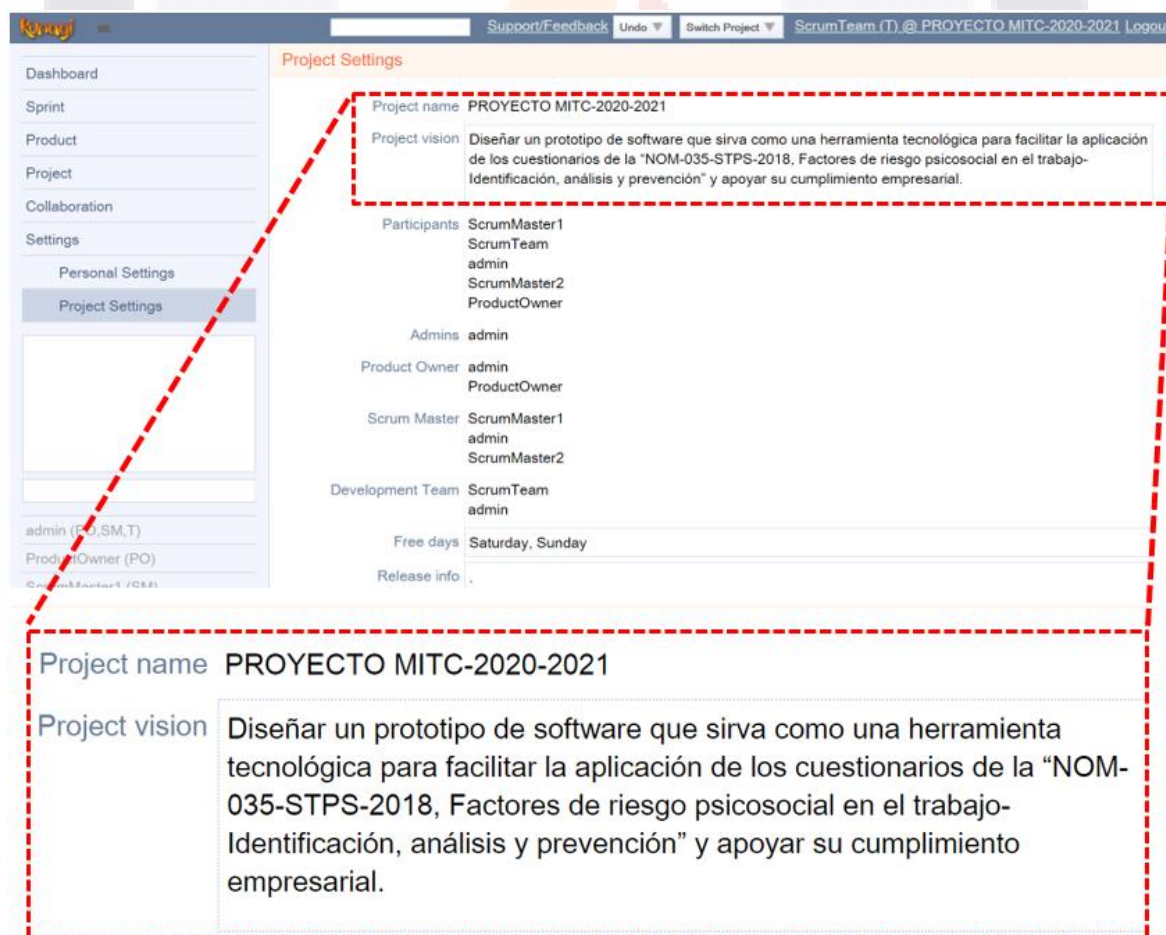 Kunagi
Support/Feedback Undo ▼ Switch Project ▼ ScrumTeam (T) @ PROYECTO MITC-2020-2021 Logou
Dashboard
Sprint
Product
Project
Collaboration
Settings
Personal Settings
Project Settings
admin (PO,SM,T)
ProductOwner (PO)
ScrumMaster1 (SM)
Project Settings
Project name PROYECTO MITC-2020-2021
Project vision Diseñar un prototipo de software que sirva como una herramienta tecnológica para facilitar la aplicación
de los cuestionarios de la “NOM-035-STPS-2018, Factores de riesgo psicosocial en el trabajo-
Identificación, análisis y prevención” y apoyar su cumplimiento empresarial.
Participants ScrumMaster1
ScrumTeam
admin
ScrumMaster2
ProductOwner
Admins admin
Product Owner admin
ProductOwner
Scrum Master ScrumMaster1
admin
ScrumMaster2
Development Team ScrumTeam
admin
Free days Saturday, Sunday
Release info .
Project name PROYECTO MITC-2020-2021
Project vision Diseñar un prototipo de software que sirva como una herramienta
tecnológica para facilitar la aplicación de los cuestionarios de la “NOM-
035-STPS-2018, Factores de riesgo psicosocial en el trabajo-
Identificación, análisis y prevención” y apoyar su cumplimiento
empresarial.